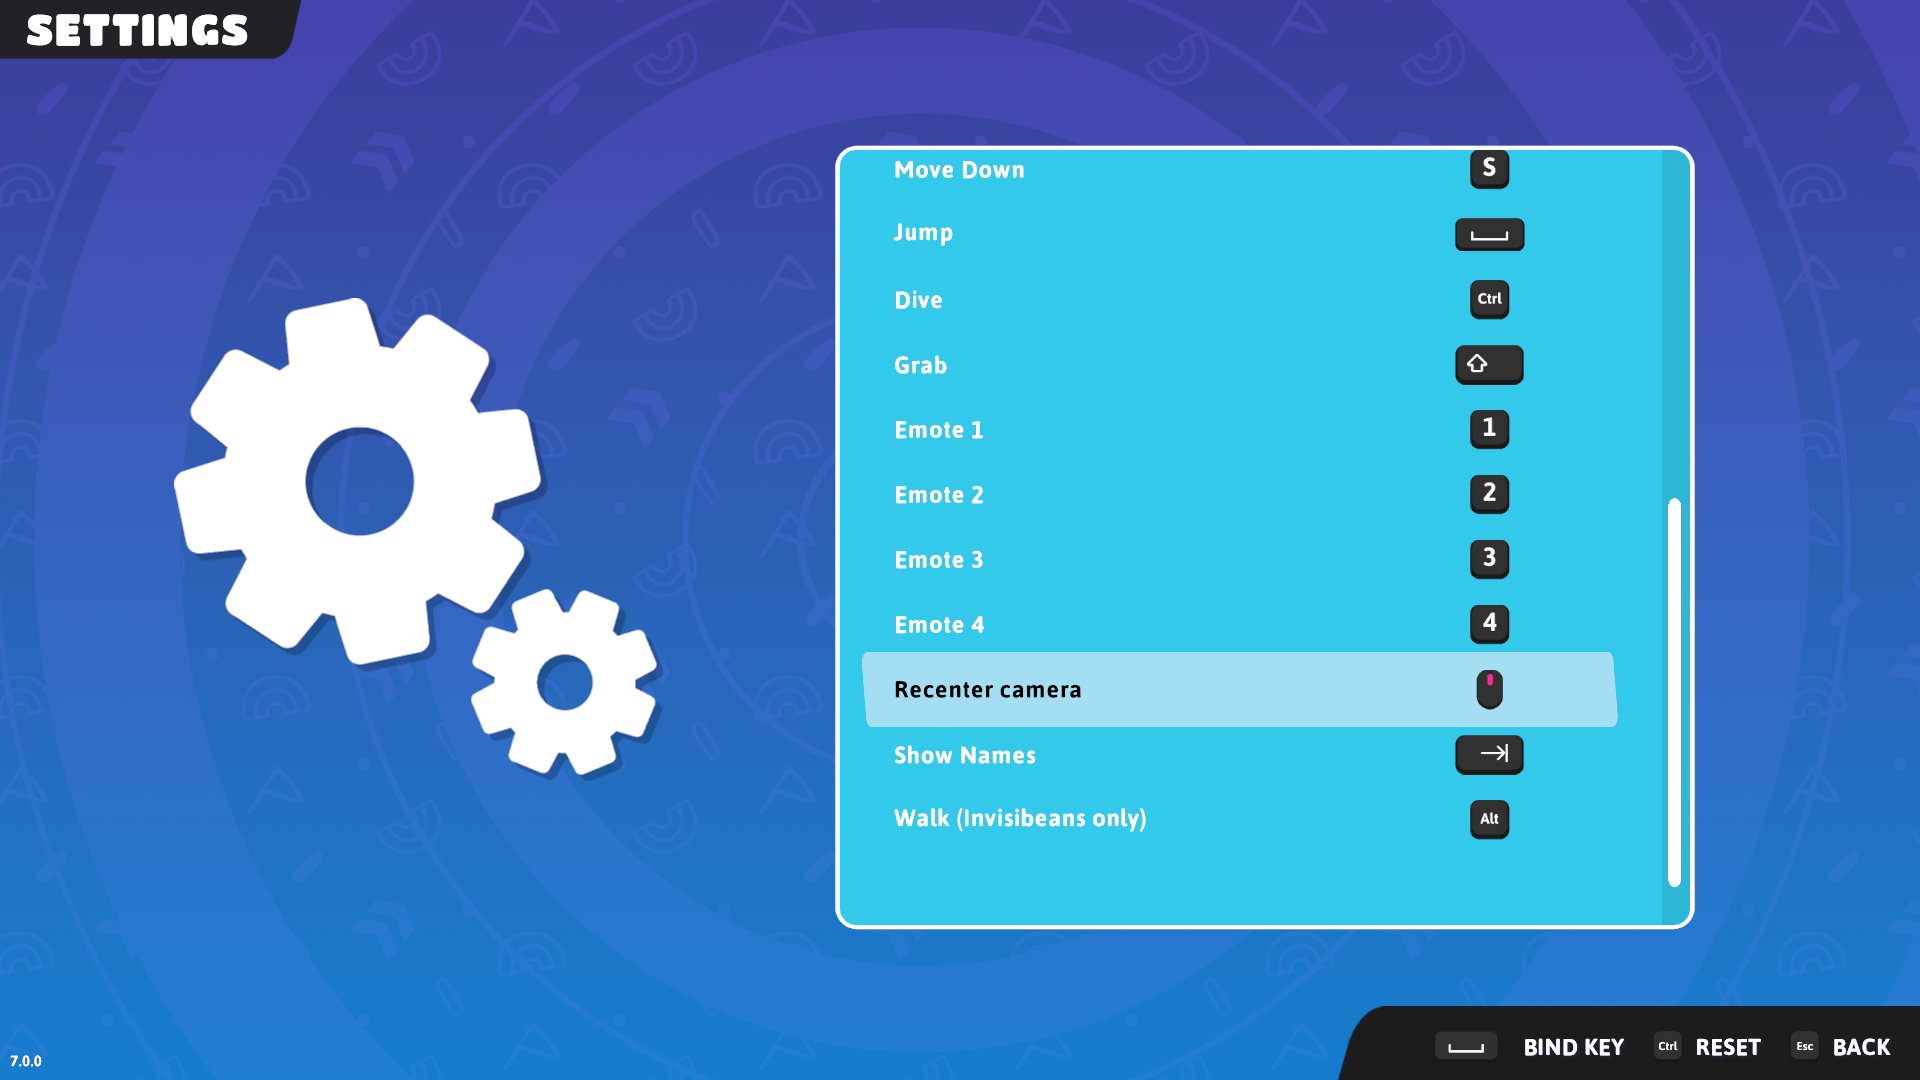 SETTINGS
Move Down S
Jump
Dive Ctrl
Grab
Emote 1 1
Emote 2 2
Emote 3 3
Emote 4 4
Recenter camera
Show Names
Walk (Invisibeans only) Alt
BIND KEY Ctrl RESET Esc BACK
7.0.0